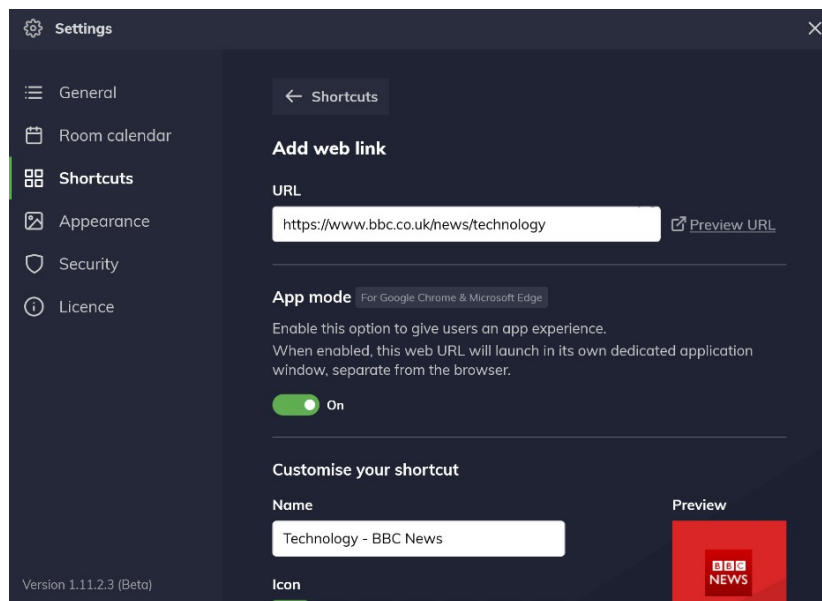 Settings
General
Room calendar
Shortcuts
Appearance
Security
Licence
Version 1.11.2.3 (Beta)
Shortcuts
Add web link
URL
https://www.bbc.co.uk/news/technology
Preview URL
App mode For Google Chrome & Microsoft Edge
Enable this option to give users an app experience.
When enabled, this web URL will launch in its own dedicated application
window, separate from the browser.
On
Customise your shortcut
Name
Technology - BBC News
Icon
Preview
BBC
NEWS